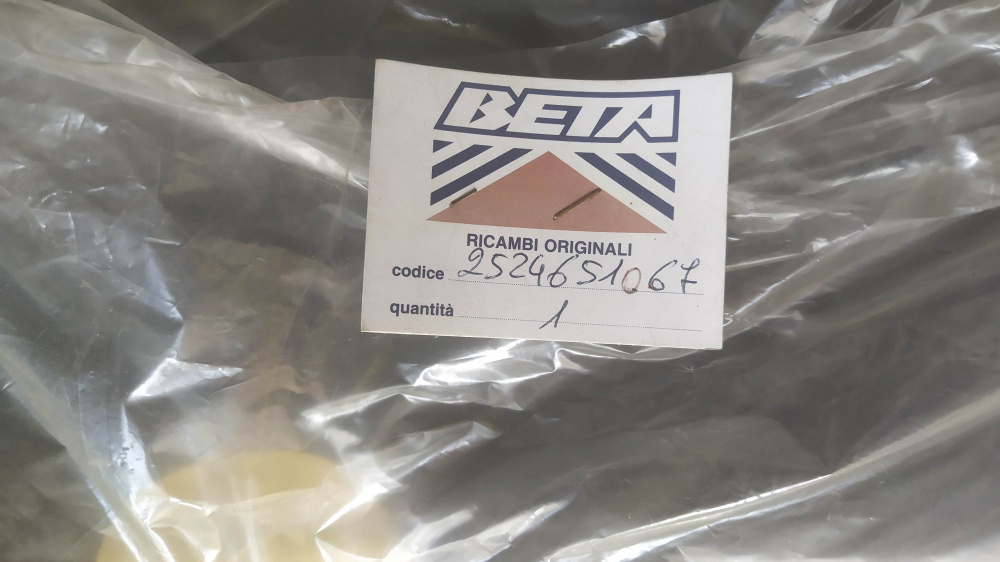 BETA
RICAMBI ORIGINALI
codice 2524651067
quantità 1